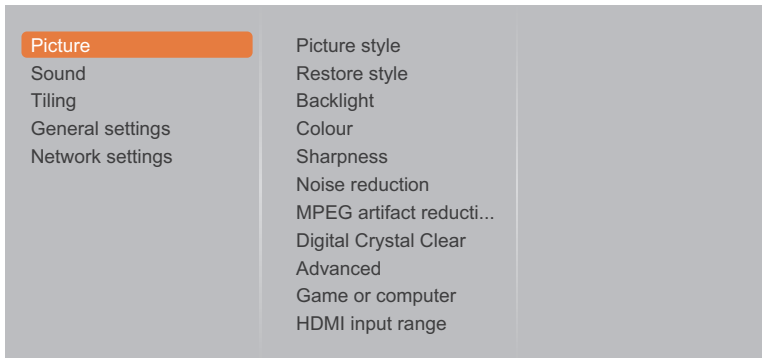 Picture
Sound
Tiling
General settings
Network settings
Picture style
Restore style
Backlight
Colour
Sharpness
Noise reduction
MPEG artifact reducti...
Digital Crystal Clear
Advanced
Game or computer
HDMI input range